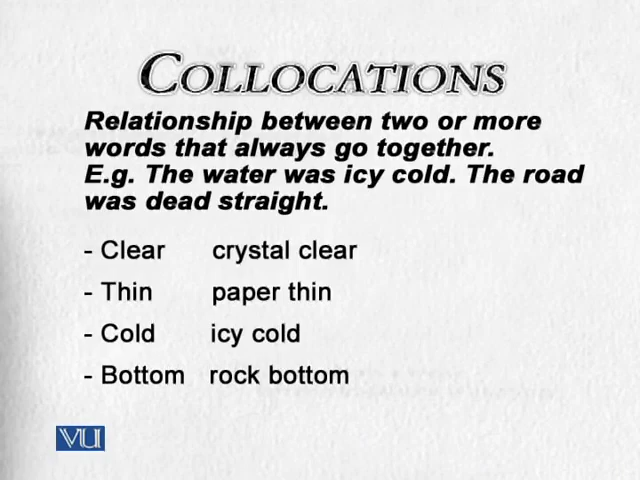 COLLOCATIONS
Relationship between two or more
words that always go together.
E.g. The water was icy cold. The road
was dead straight.
- Clear crystal clear
- Thin paper thin
- Cold icy cold
- Bottom rock bottom
VU